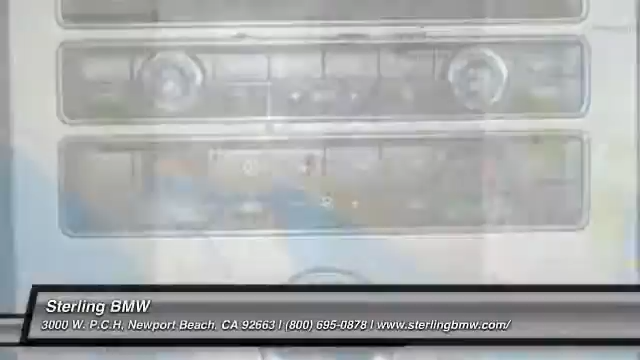 Sterling BMW
3000 W. P.C.H, Newport Beach, CA 92663 | (800) 695-0878 | www.sterlingbmw.com/